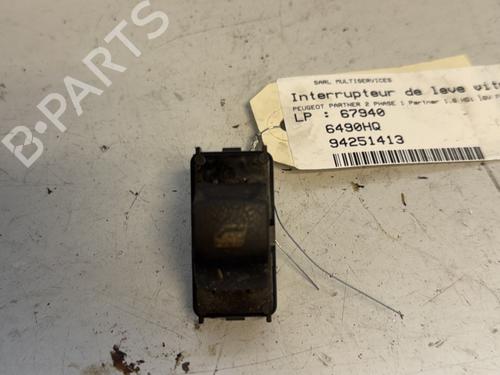 SARL MULTISERVICES
Interrupteur de leve vit
PEUGEOT PARTNER 2 PHASE 1 Partner 1.6 HDi 16V
LP : 67940
6490HQ
94251413
B-PARTS